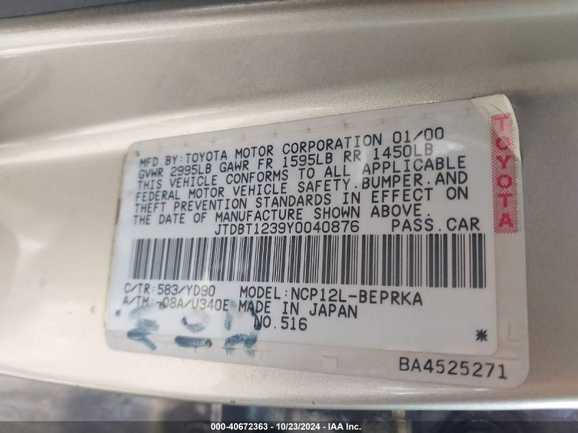 MFD BY:TOYOTA MOTOR CORPORATION 01/00
GVWR 2995LB GAWR FR 1595LB RR 1450LB
THIS VEHICLE CONFORMS TO ALL APPLICABLE
FEDERAL MOTOR VEHICLE SAFETY.BUMPER.AND
THEFT PREVENTION STANDARDS IN EFFECT ON
THE DATE OF MANUFACTURE SHOWN ABOVE.
JTDBT1239Y0040876 PASS.CAR
C/TR:583/YD90 MODEL:NCP12L-BEPRKA
A/TM:-08A/U340E MADE IN JAPAN
NO.516
*
BA4525271
TOYOTA
000-40672363 - 10/23/2024 - WWW.IAAI.COM